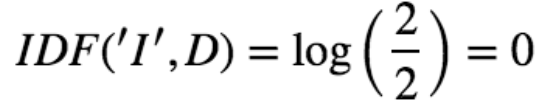 IDF('I', D) = log(2/2) = 0